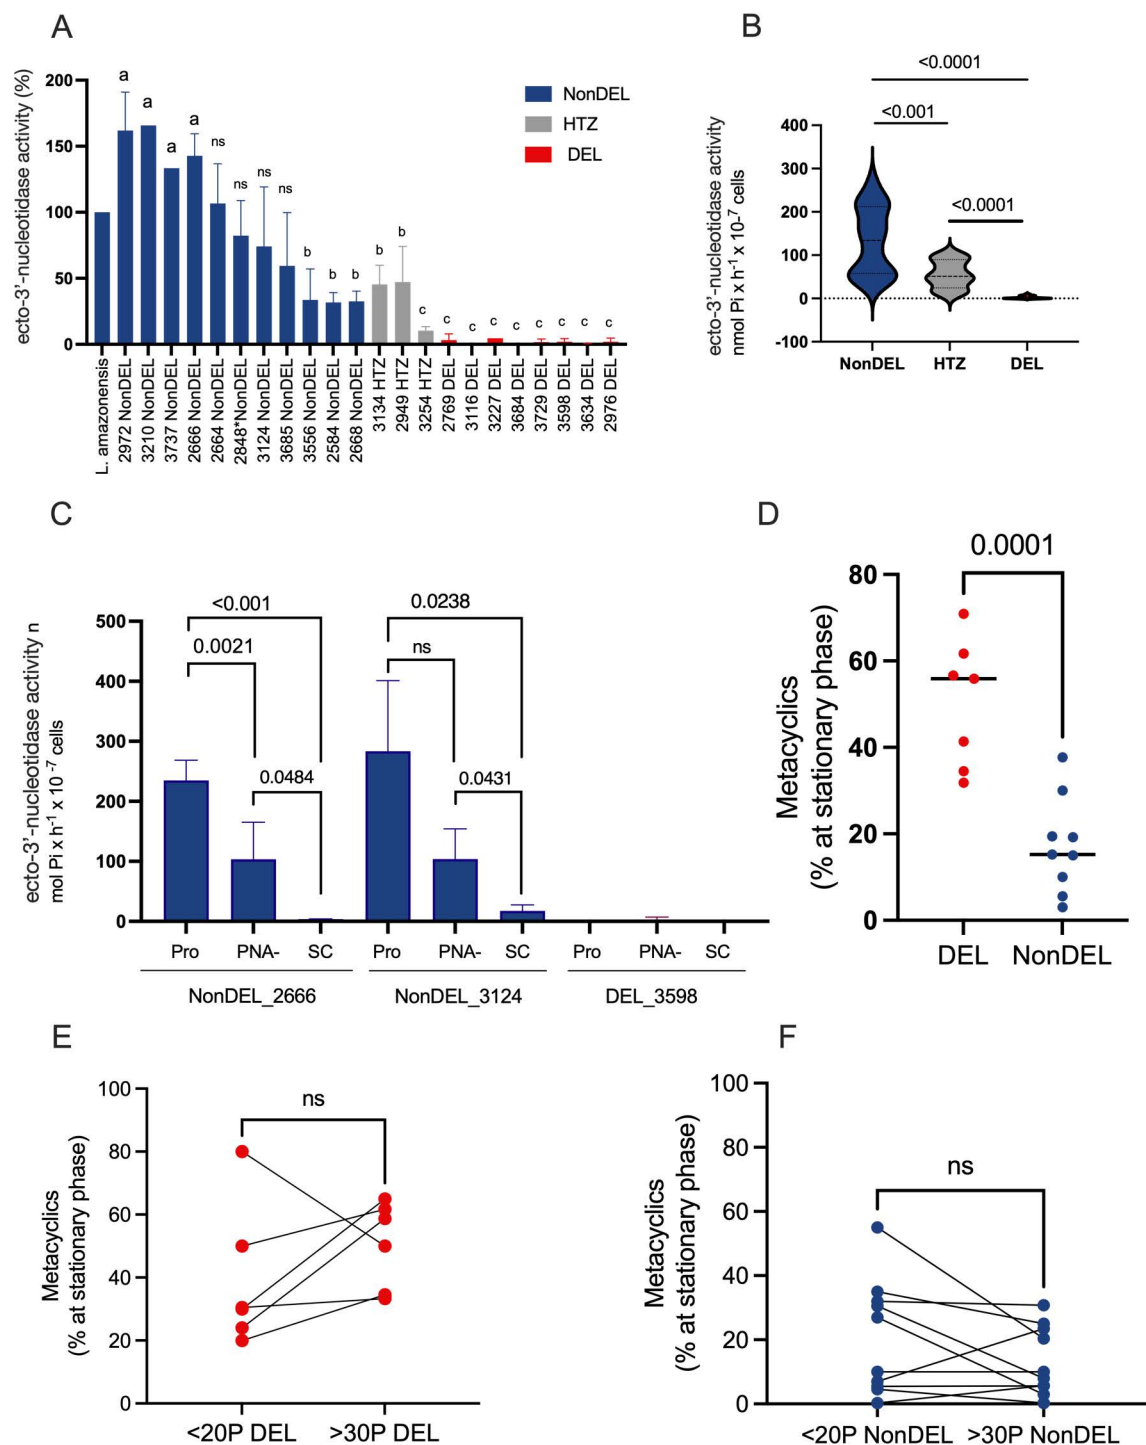 A
ecto-3'-nucleotidase activity (%)
200
150
100
50
0
a
a
a
a
ns
ns
ns
ns
b
b
b
b
b
c
c
c
c
c
c
c
c
c
L. amazonensis
2972 NonDEL
3210 NonDEL
3737 NonDEL
2666 NonDEL
2664 NonDEL
2848*NonDEL
3124 NonDEL
3685 NonDEL
3556 NonDEL
2584 NonDEL
2668 NonDEL
3134 HTZ
2949 HTZ
3254 HTZ
2769 DEL
3116 DEL
3227 DEL
3684 DEL
3729 DEL
3598 DEL
3634 DEL
2976 DEL
NonDEL
HTZ
DEL
B
<0.0001
<0.001
<0.0001
ecto-3'-nucleotidase activity
nmol Pi x h-1 x 10-7 cells
400
300
200
100
0
-100
NonDEL
HTZ
DEL
C
ecto-3'-nucleotidase activity n
mol Pi x h-1 x 10 -7 cells
500
400
300
200
100
0
<0.001
0.0021
0.0484
0.0238
ns
0.0431
Pro PNA- SC
Pro PNA- SC
Pro PNA- SC
NonDEL_2666
NonDEL_3124
DEL_3598
D
0.0001
Metacyclics
(% at stationary phase)
80
60
40
20
0
DEL NonDEL
E
Metacyclics
(% at stationary phase)
100
80
60
40
20
0
ns
<20P DEL >30P DEL
F
Metacyclics
(% at stationary phase)
100
80
60
40
20
0
ns
<20P NonDEL >30P NonDEL